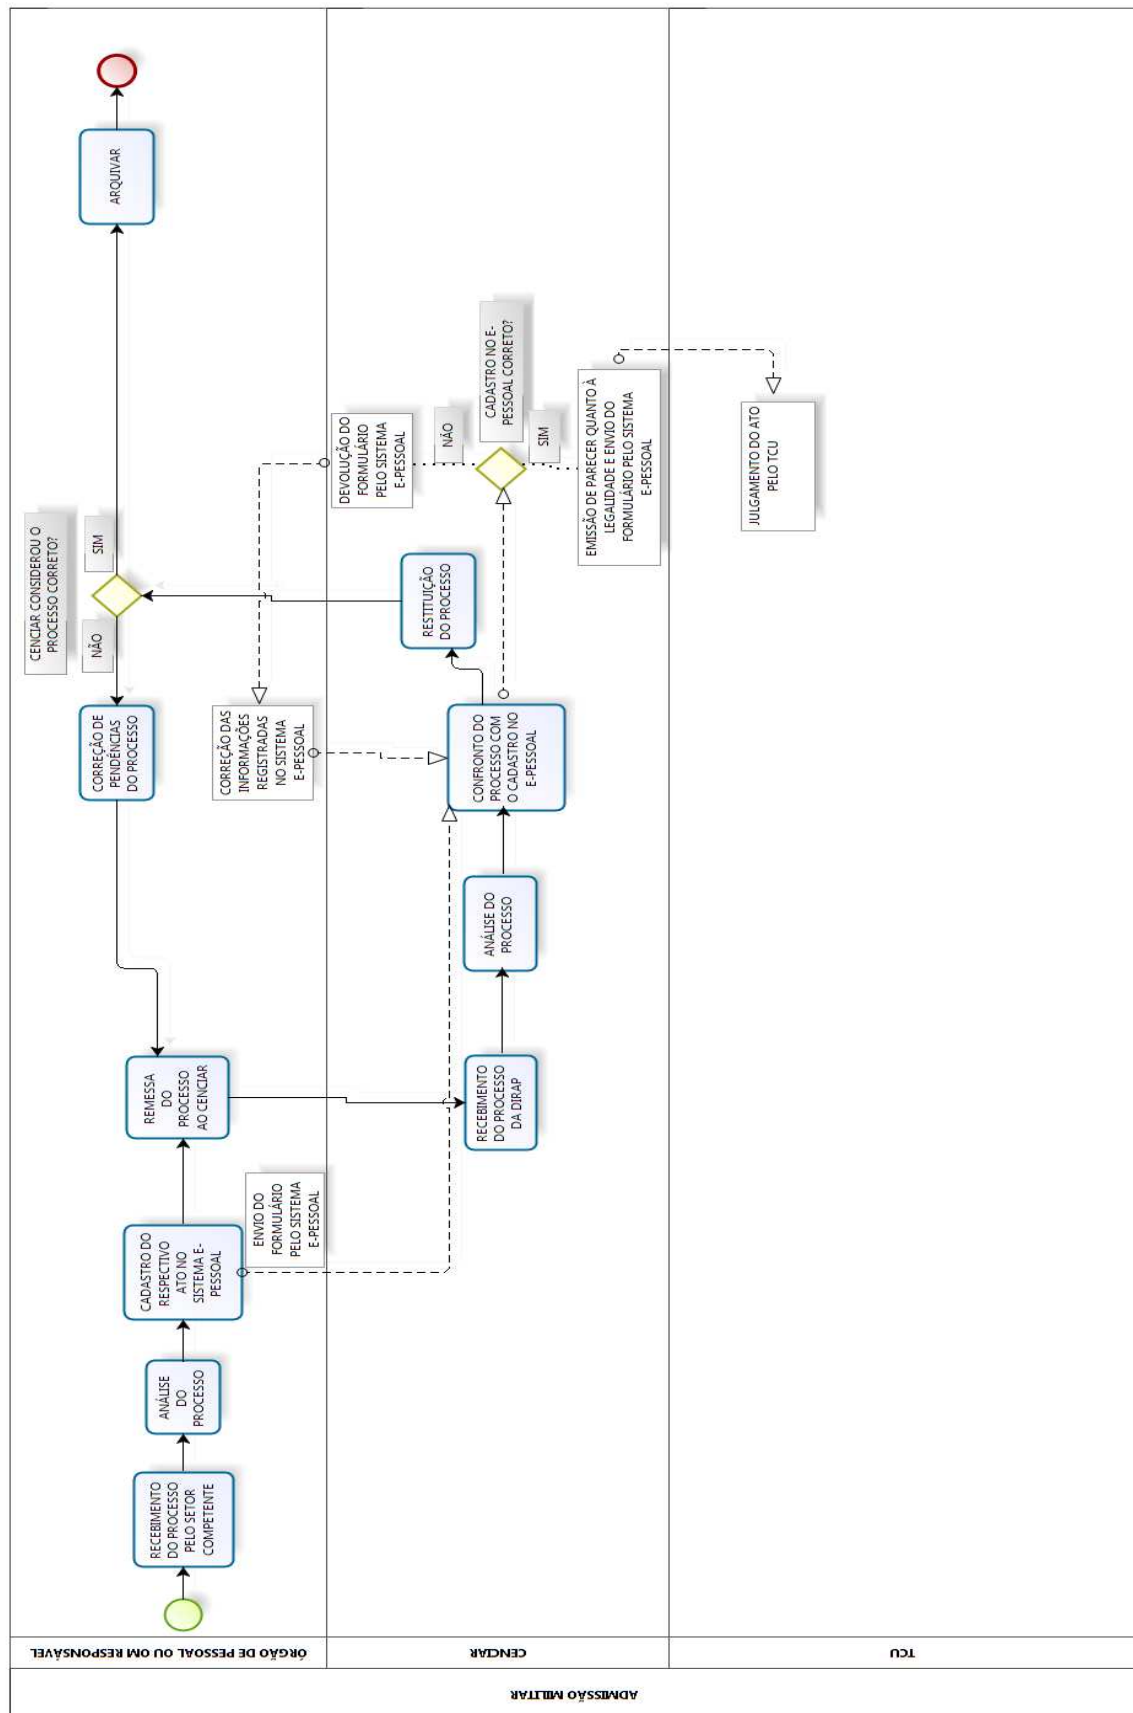 ADMISSÃO MILITAR
ÓRGÃO DE PESSOAL OU OM RESPONSÁVEL
RECEBIMENTO
DO PROCESSO
PELO SETOR
COMPETENTE
ANÁLISE
DO
PROCESSO
CADASTRO DO
RESPECTIVO
ATO NO
SISTEMA E-
PESSOAL
ENVIO DO
FORMULÁRIO
PELO SISTEMA
E-PESSOAL
REMESSA
DO
PROCESSO
AO CENCIAR
CORREÇÃO DE
PENDÊNCIAS
DO PROCESSO
CORREÇÃO DAS
INFORMAÇÕES
REGISTRADAS
NO SISTEMA
E-PESSOAL
CENCIAR CONSIDEROU O
PROCESSO CORRETO?
NÃO
SIM
ARQUIVAR
CENCIAR
RECEBIMENTO
DO PROCESSO
DA DIRAP
ANÁLISE DO
PROCESSO
CONFRONTO DO
PROCESSO COM
O CADASTRO NO
E-PESSOAL
RESTITUIÇÃO
DO PROCESSO
DEVOLUÇÃO DO
FORMULÁRIO
PELO SISTEMA
E-PESSOAL
NÃO
CADASTRO NO E-
PESSOAL CORRETO?
SIM
EMISSÃO DE PARECER QUANTO À
LEGALIDADE E ENVIO DO
FORMULÁRIO PELO SISTEMA
E-PESSOAL
TCU
JULGAMENTO DO ATO
PELO TCU